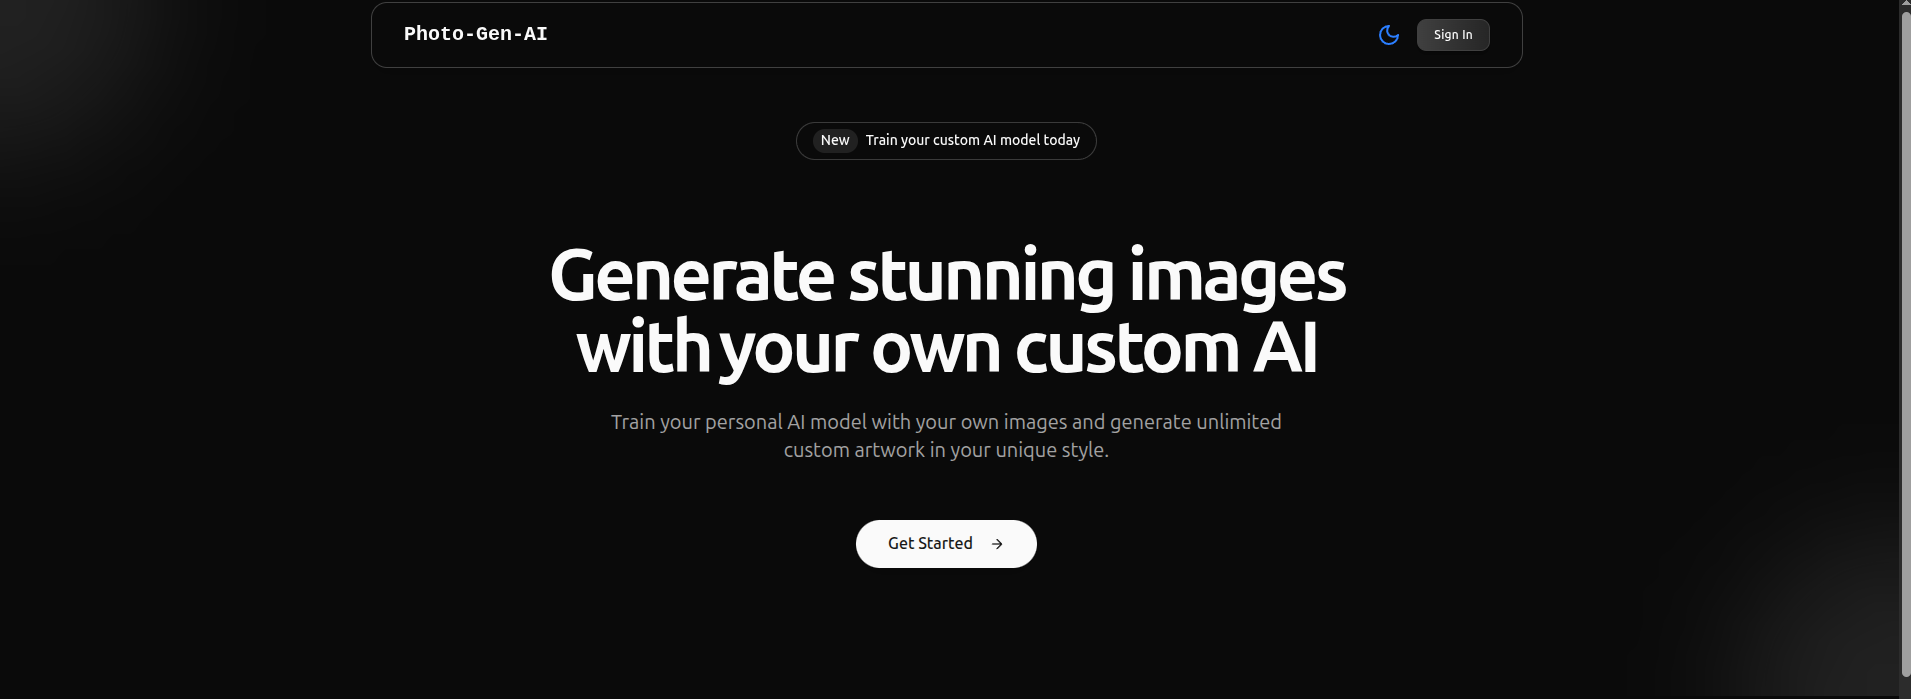 Photo-Gen-AI
Sign In
New Train your custom AI model today
Generate stunning images
with your own custom AI
Train your personal AI model with your own images and generate unlimited
custom artwork in your unique style.
Get Started